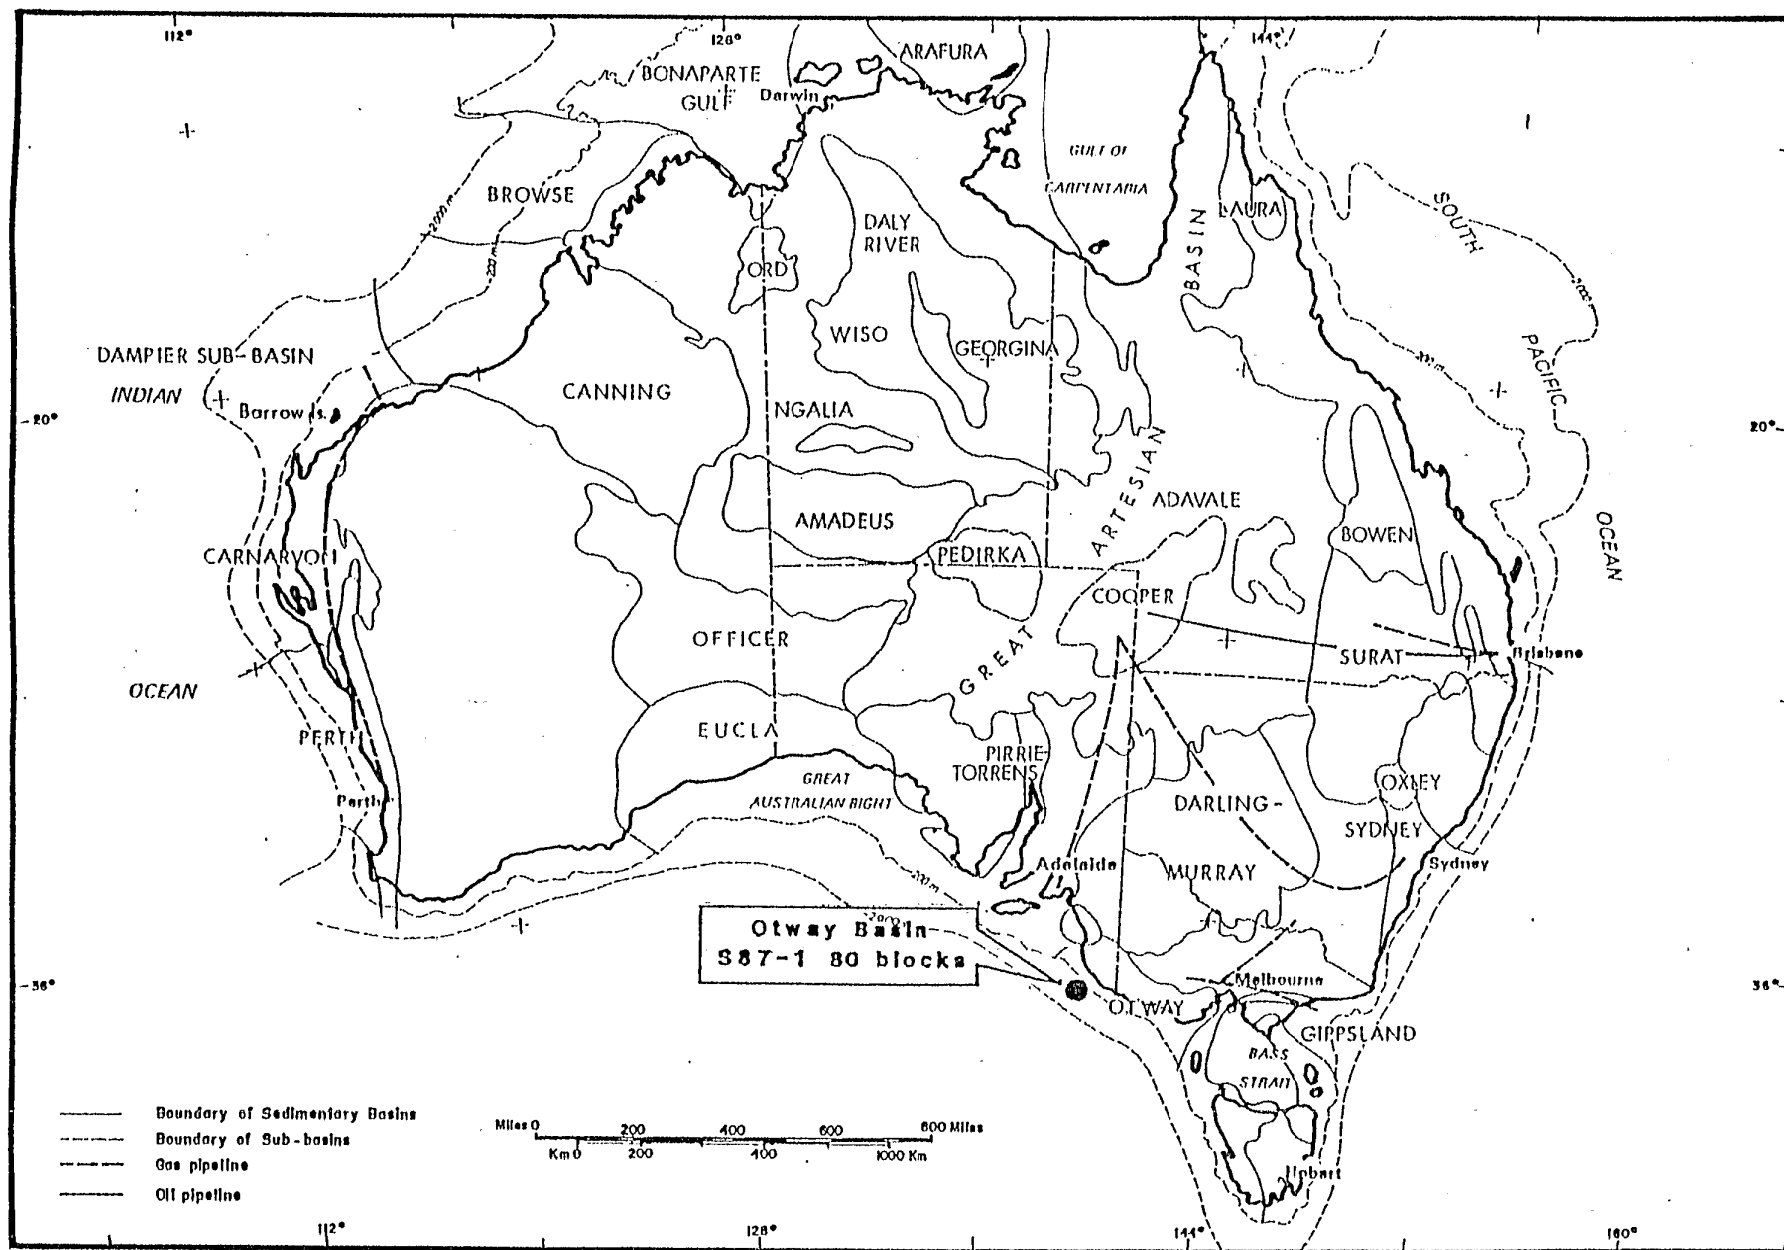 112°
128°
144°
ARAFURA
BONAPARTE
GULF
Darwin
GULF OF
CARPENTARIA
BROWSE
2000m
200m
DALY
RIVER
LAURA
SOUTH
BASIN
ORD
2000m
WISO
GEORGINA
PACIFIC
DAMPIER SUB-BASIN
INDIAN
Barrow Is.
CANNING
NGALIA
20°
20°
ARTESIAN
ADAVALE
AMADEUS
BOWEN
OCEAN
CARNARVON
PEDIRKA
COOPER
OFFICER
GREAT
SURAT
Brisbane
OCEAN
EUCLA
PERTH
PIRRIE
TORRENS
GREAT
AUSTRALIAN BIGHT
OXLEY
Perth
DARLING-
SYDNEY
Sydney
Adelaide
MURRAY
200m
Otway Basin
S87-1 80 blocks
Melbourne
36°
36°
OTWAY
GIPPSLAND
BASS
STRAIT
Boundary of Sedimentary Basins
Boundary of Sub-basins
Gas pipeline
Oil pipeline
Miles 0 200 400 600 800 Miles
Km 0 200 400 1000 Km
Hobart
112°
128°
144°
160°